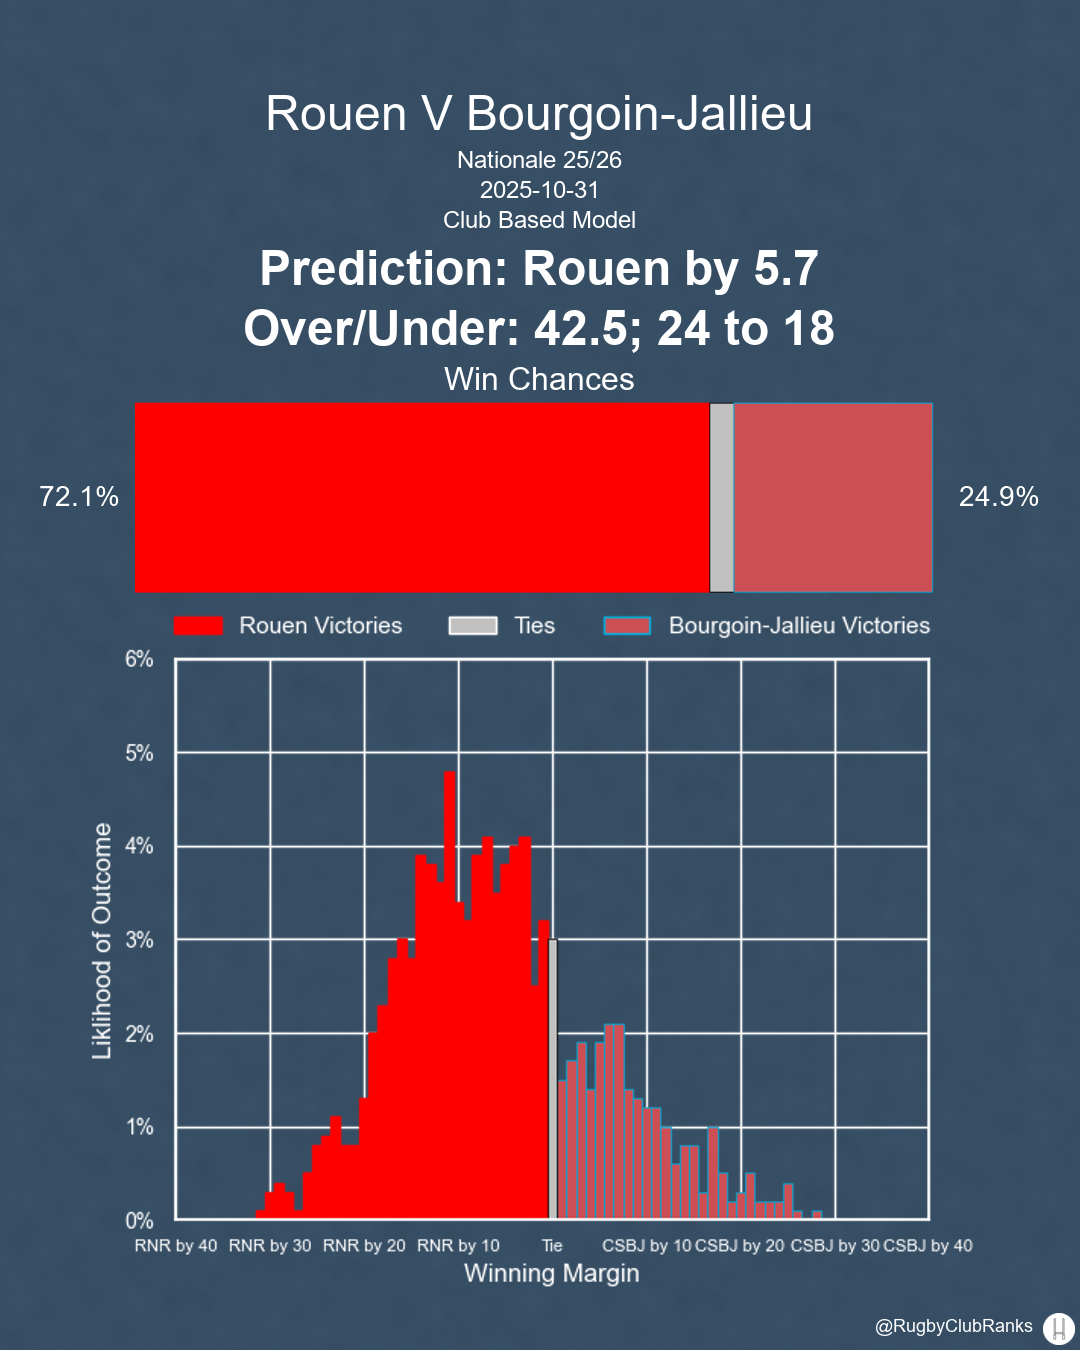 Rouen V Bourgoin-Jallieu
Nationale 25/26
2025-10-31
Club Based Model
Prediction: Rouen by 5.7
Over/Under: 42.5; 24 to 18
Win Chances
72.1%
24.9%
Rouen Victories
Ties
Bourgoin-Jallieu Victories
6%
5%
4%
3%
2%
1%
0%
Liklihood of Outcome
RNR by 40 RNR by 30 RNR by 20 RNR by 10 Tie CSBJ by 10 CSBJ by 20 CSBJ by 30 CSBJ by 40
Winning Margin
@RugbyClubRanks